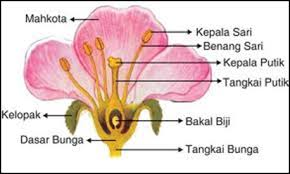 Mahkota
Kepala Sari
Benang Sari
Kepala Putik
Tangkai Putik
Kelopak
Bakal Biji
Dasar Bunga
Tangkai Bunga